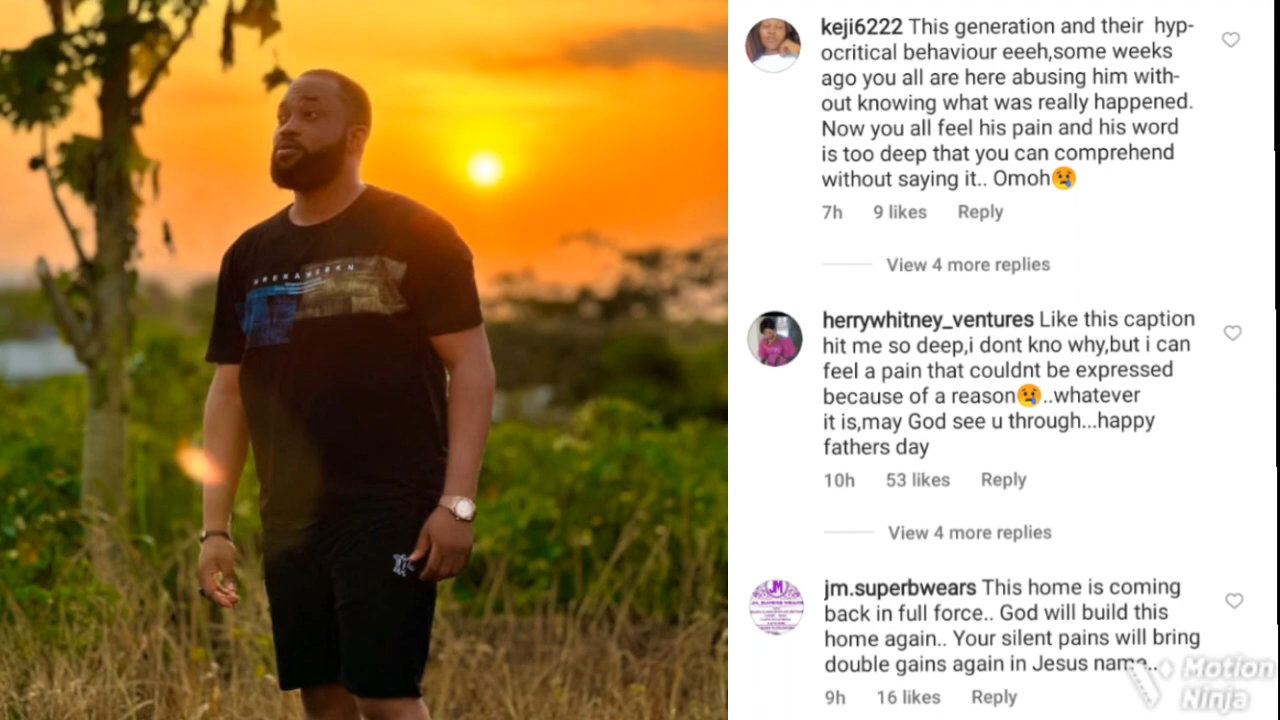 keji6222 This generation and their hyp-
ocritical behaviour eeeh,some weeks
ago you all are here abusing him with-
out knowing what was really happened.
Now you all feel his pain and his word
is too deep that you can comprehend
without saying it.. Omoh😢
7h 9 likes Reply
View 4 more replies
herrywhitney_ventures Like this caption
hit me so deep,i dont kno why,but i can
feel a pain that couldnt be expressed
because of a reason😢..whatever
it is,may God see u through...happy
fathers day
10h 53 likes Reply
View 4 more replies
JM
jm.superbwears This home is coming
back in full force.. God will build this
home again.. Your silent pains will bring
double gains again in Jesus name..
9h 16 likes Reply
Motion
Ninja